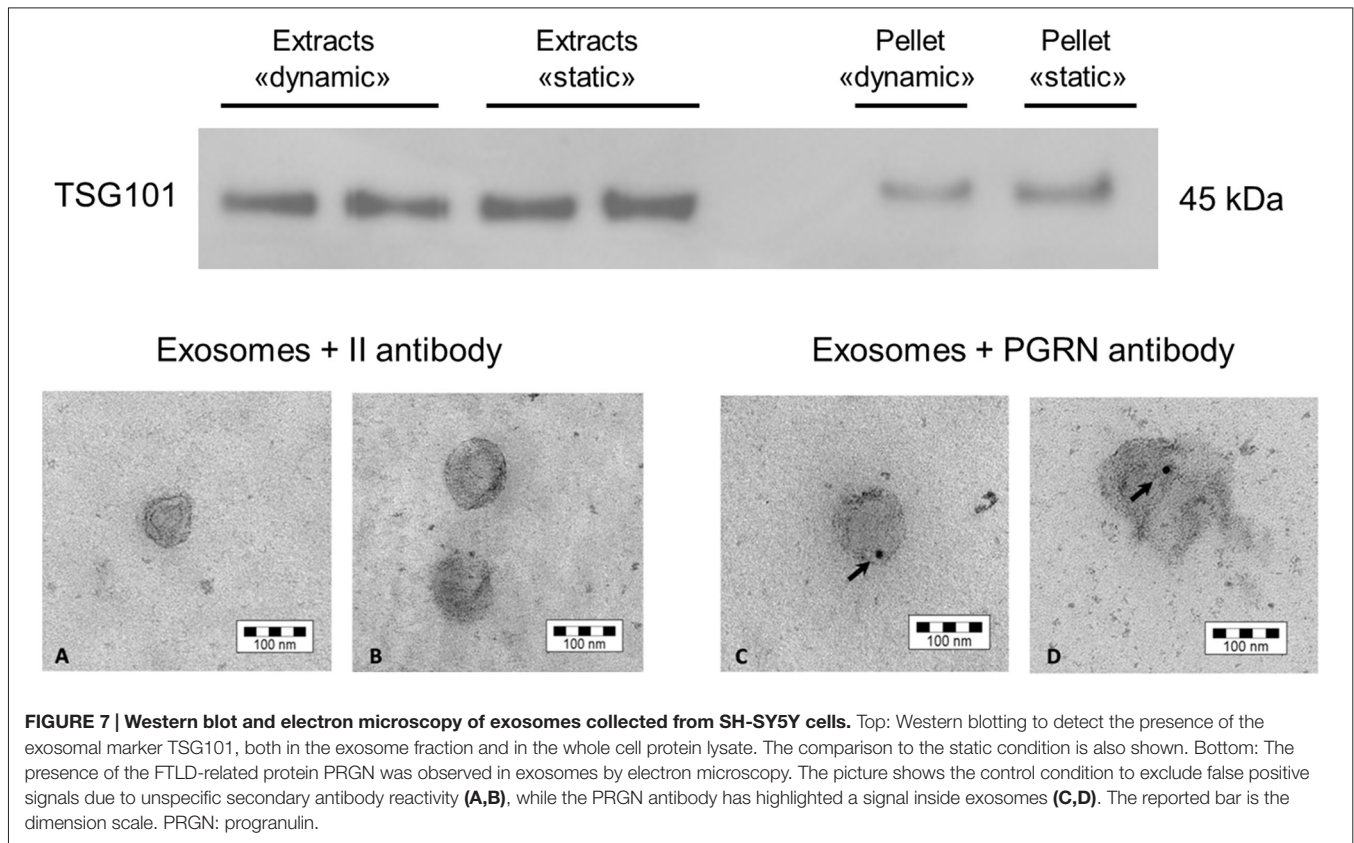 Extracts
«dynamic»
Extracts
«static»
Pellet
«dynamic»
Pellet
«static»
TSG101
45 kDa
Exosomes + II antibody
Exosomes + PGRN antibody
A
100 nm
B
100 nm
C
100 nm
D
100 nm
FIGURE 7 | Western blot and electron microscopy of exosomes collected from SH-SY5Y cells. Top: Western blotting to detect the presence of the
exosomal marker TSG101, both in the exosome fraction and in the whole cell protein lysate. The comparison to the static condition is also shown. Bottom: The
presence of the FTLD-related protein PRGN was observed in exosomes by electron microscopy. The picture shows the control condition to exclude false positive
signals due to unspecific secondary antibody reactivity (A,B), while the PRGN antibody has highlighted a signal inside exosomes (C,D). The reported bar is the
dimension scale. PRGN: progranulin.